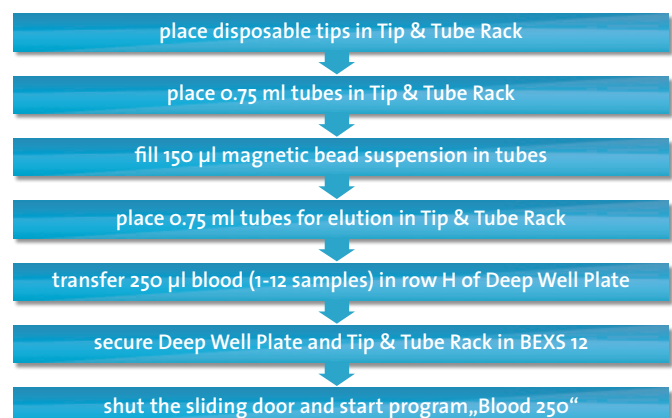 place disposable tips in Tip & Tube Rack
place 0.75 ml tubes in Tip & Tube Rack
fill 150 µl magnetic bead suspension in tubes
place 0.75 ml tubes for elution in Tip & Tube Rack
transfer 250 µl blood (1-12 samples) in row H of Deep Well Plate
secure Deep Well Plate and Tip & Tube Rack in BEXS 12
shut the sliding door and start program„Blood 250“